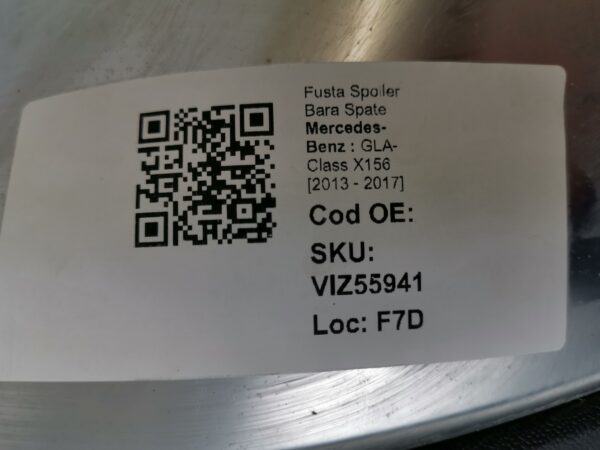 Fusta Spoiler
Bara Spate
Mercedes-
Benz : GLA-
Class X156
[2013 - 2017]
Cod OE:
SKU:
VIZ55941
Loc: F7D